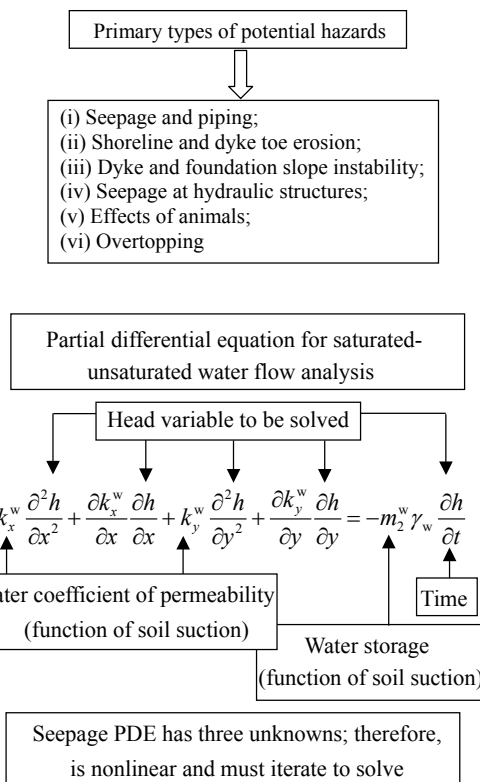 Primary types of potential hazards
(i) Seepage and piping;
(ii) Shoreline and dyke toe erosion;
(iii) Dyke and foundation slope instability;
(iv) Seepage at hydraulic structures;
(v) Effects of animals;
(vi) Overtopping
Partial differential equation for saturated-
unsaturated water flow analysis
Head variable to be solved
k_x^w ∂²h/∂x² + ∂k_x^w/∂x ∂h/∂x + k_y^w ∂²h/∂y² + ∂k_y^w/∂y ∂h/∂y = −m_2^w γ_w ∂h/∂t
ater coefficient of permeability
(function of soil suction)
Time
Water storage
(function of soil suction)
Seepage PDE has three unknowns; therefore,
is nonlinear and must iterate to solve